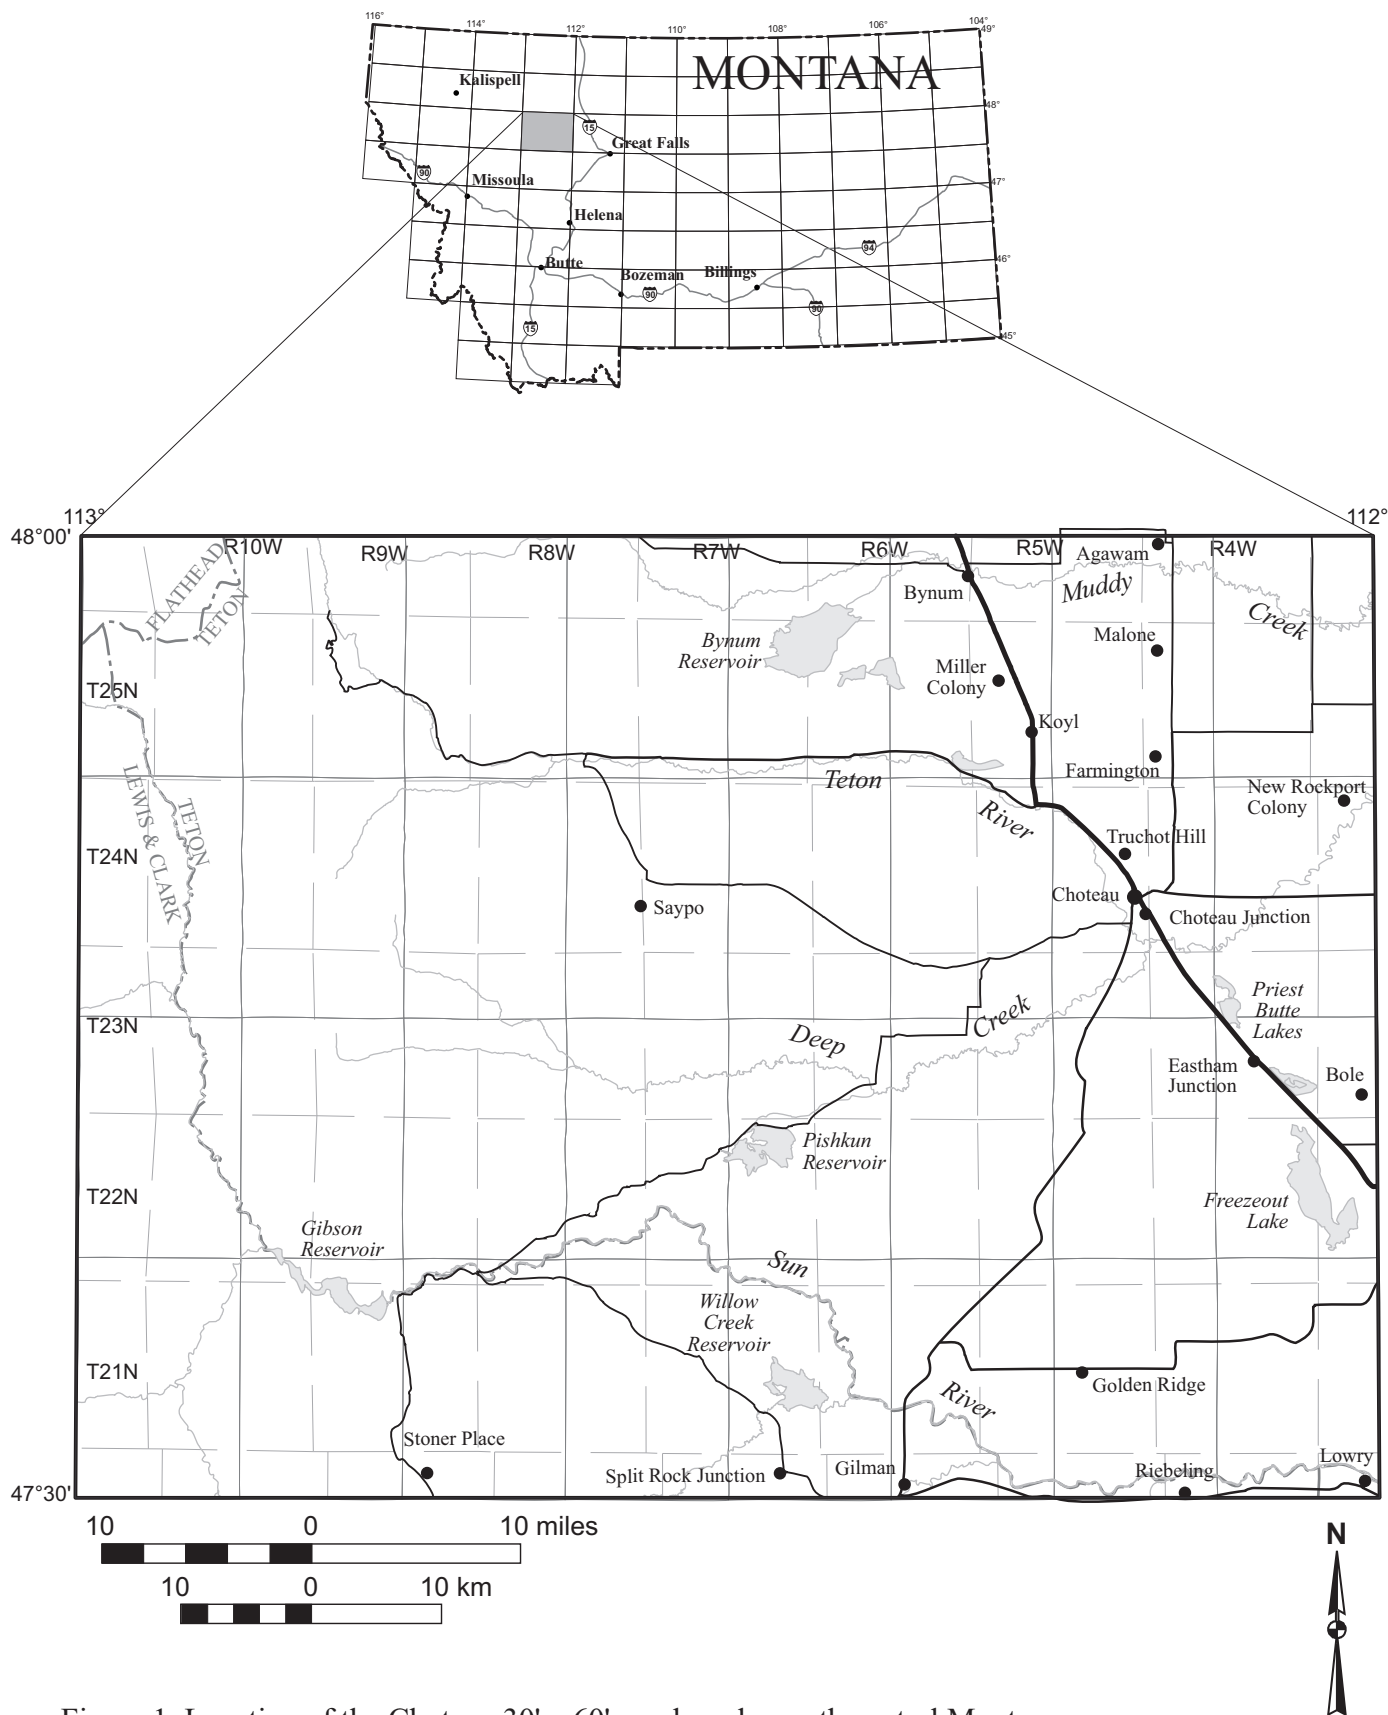 116°
114°
112°
110°
108°
106°
104°
49°
MONTANA
Kalispell
48°
15
Great Falls
90
Missoula
47°
Helena
94
Butte
46°
Bozeman
Billings
90
90
15
45°
113°
112°
48°00'
R10W
R9W
R8W
R7W
R6W
R5W
R4W
FLATHEAD
TETON
Agawam
Bynum
Muddy
Creek
Bynum
Reservoir
Malone
Miller
Colony
T25N
Koyl
Farmington
Teton
River
New Rockport
Colony
LEWIS & CLARK
TETON
Truchot Hill
T24N
Choteau
Saypo
Choteau Junction
Priest
Butte
Lakes
T23N
Deep
Creek
Eastham
Junction
Bole
Pishkun
Reservoir
T22N
Freezeout
Lake
Gibson
Reservoir
Sun
Willow
Creek
Reservoir
T21N
Golden Ridge
River
Stoner Place
Split Rock Junction
Gilman
Riebeling
Lowry
47°30'
10 0 10 miles
10 0 10 km
N